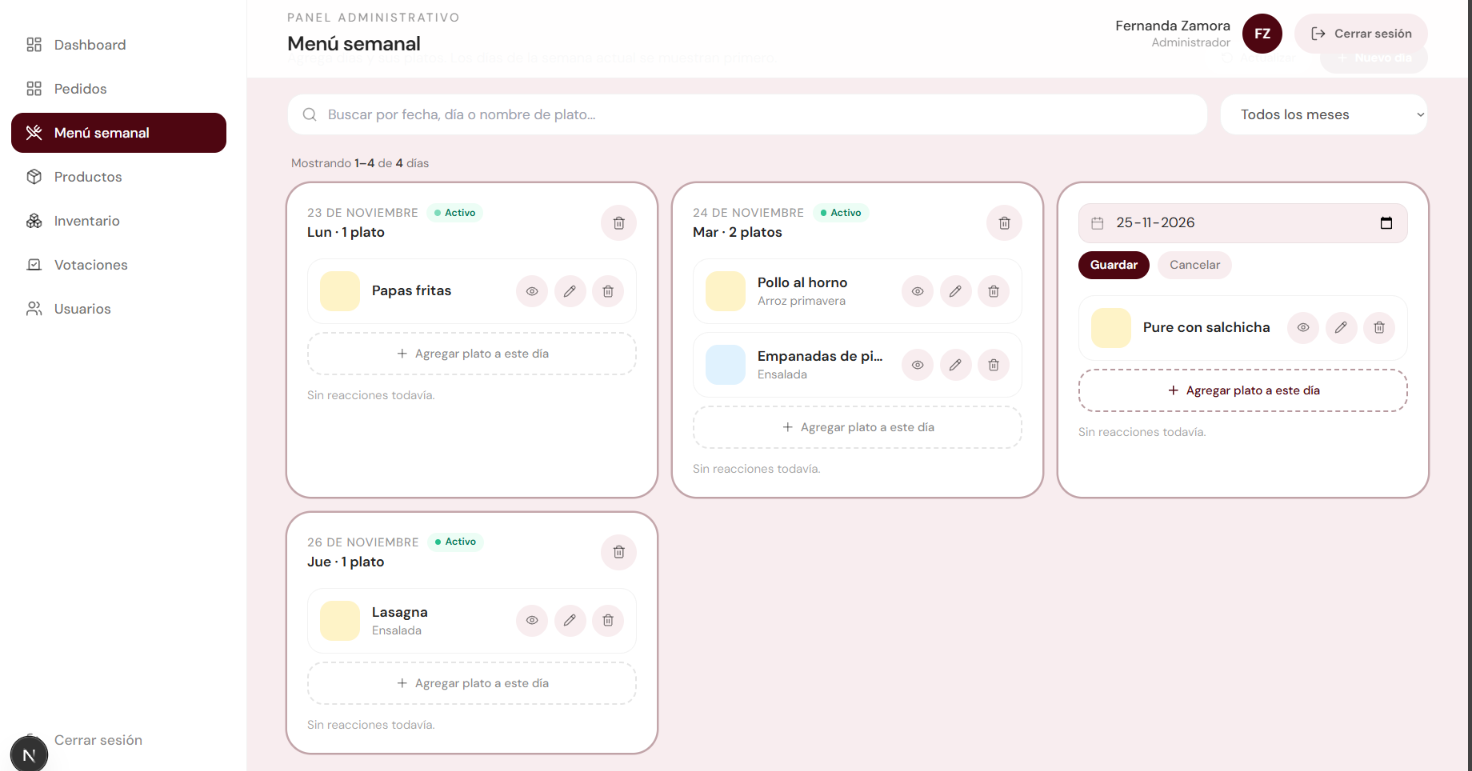 PANEL ADMINISTRATIVO
Menú semanal
Fernanda Zamora
Administrador
FZ
Cerrar sesión
Nuevo día
Dashboard
Pedidos
Menú semanal
Productos
Inventario
Votaciones
Usuarios
Cerrar sesión
N
Buscar por fecha, día o nombre de plato...
Todos los meses
Mostrando 1–4 de 4 días
23 DE NOVIEMBRE Activo
Lun · 1 plato
Papas fritas
+ Agregar plato a este día
Sin reacciones todavía.
24 DE NOVIEMBRE Activo
Mar · 2 platos
Pollo al horno
Arroz primavera
Empanadas de pi...
Ensalada
+ Agregar plato a este día
Sin reacciones todavía.
25-11-2026
Guardar Cancelar
Pure con salchicha
+ Agregar plato a este día
Sin reacciones todavía.
26 DE NOVIEMBRE Activo
Jue · 1 plato
Lasagna
Ensalada
+ Agregar plato a este día
Sin reacciones todavía.